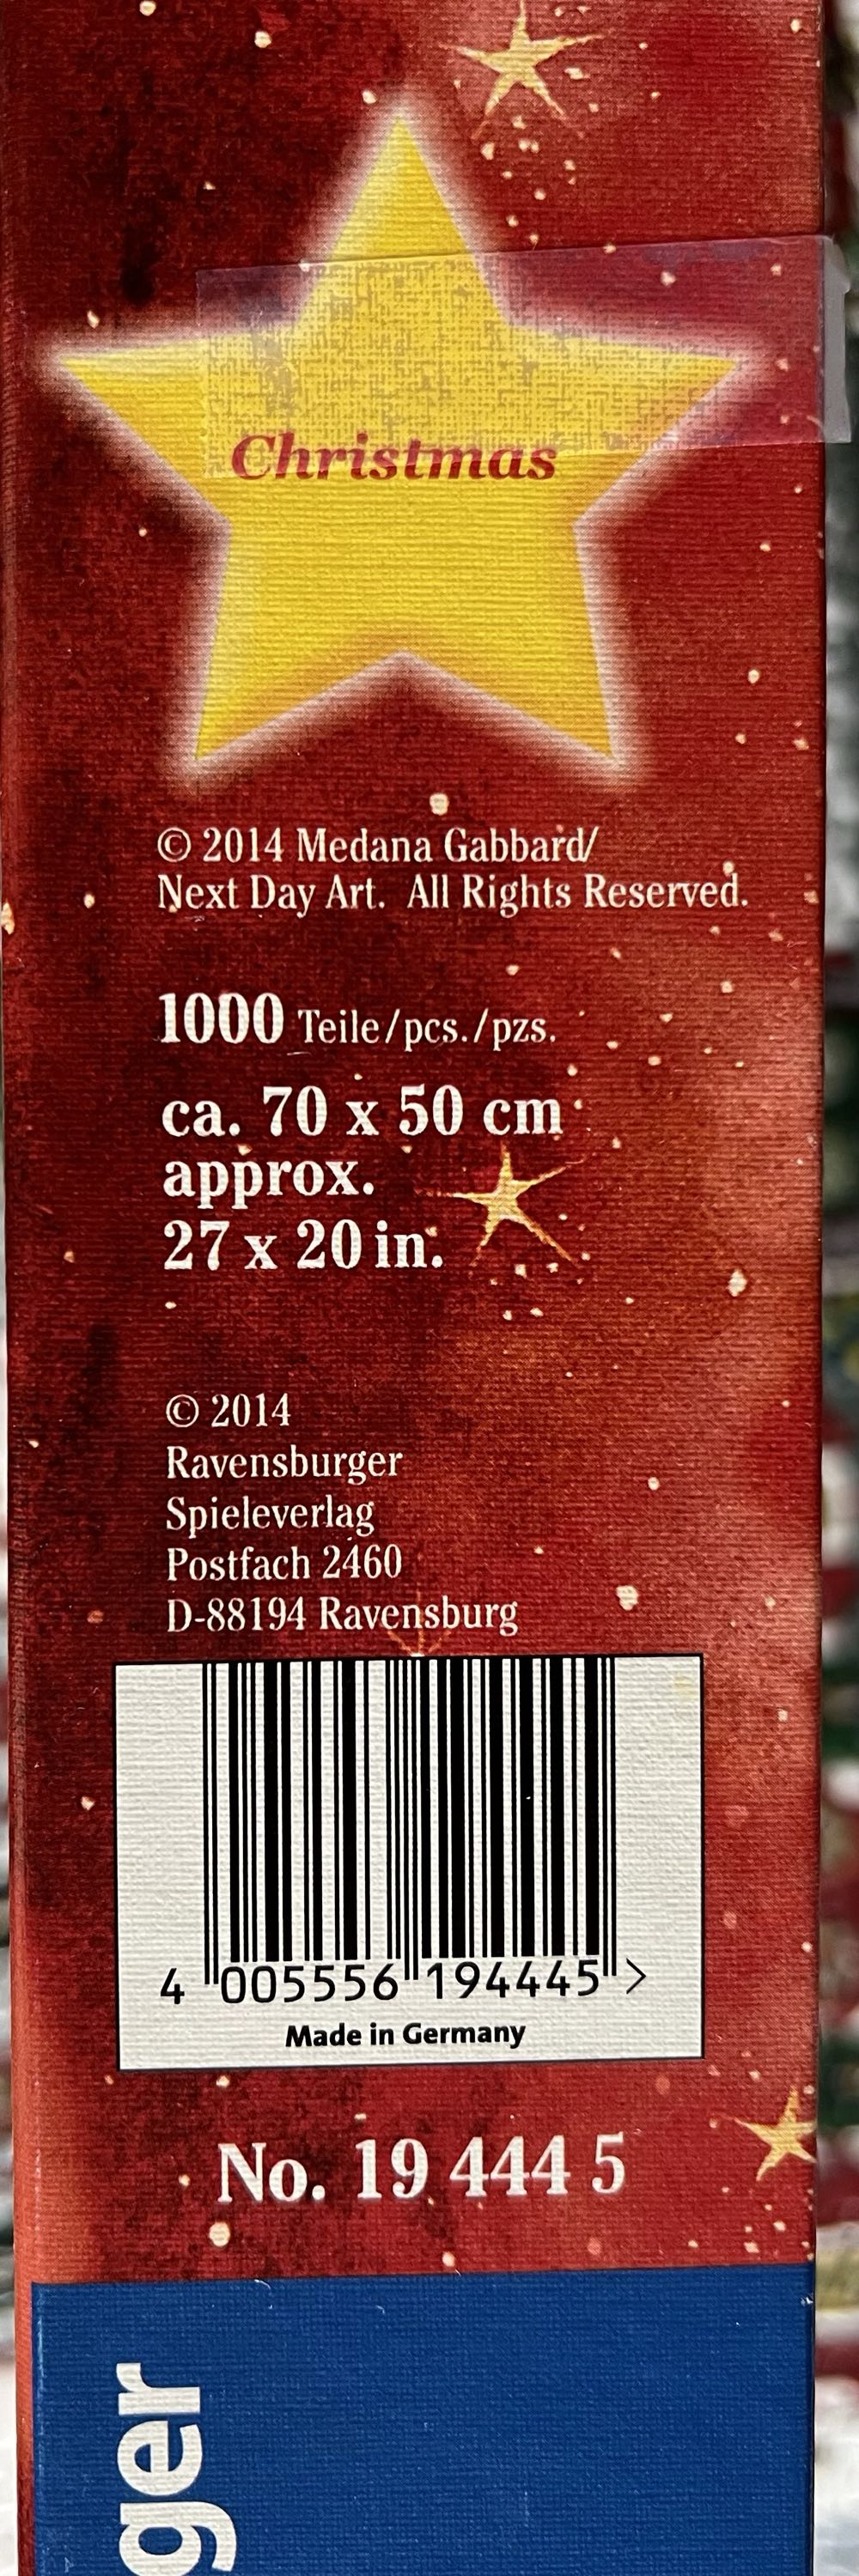 Christmas
© 2014 Medana Gabbard/
Next Day Art. All Rights Reserved.
1000 Teile/pcs./pzs.
ca. 70 x 50 cm
approx.
27 x 20 in.
© 2014
Ravensburger
Spieleverlag
Postfach 2460
D-88194 Ravensburg
4 005556 194445 >
Made in Germany
No. 19 444 5
ger